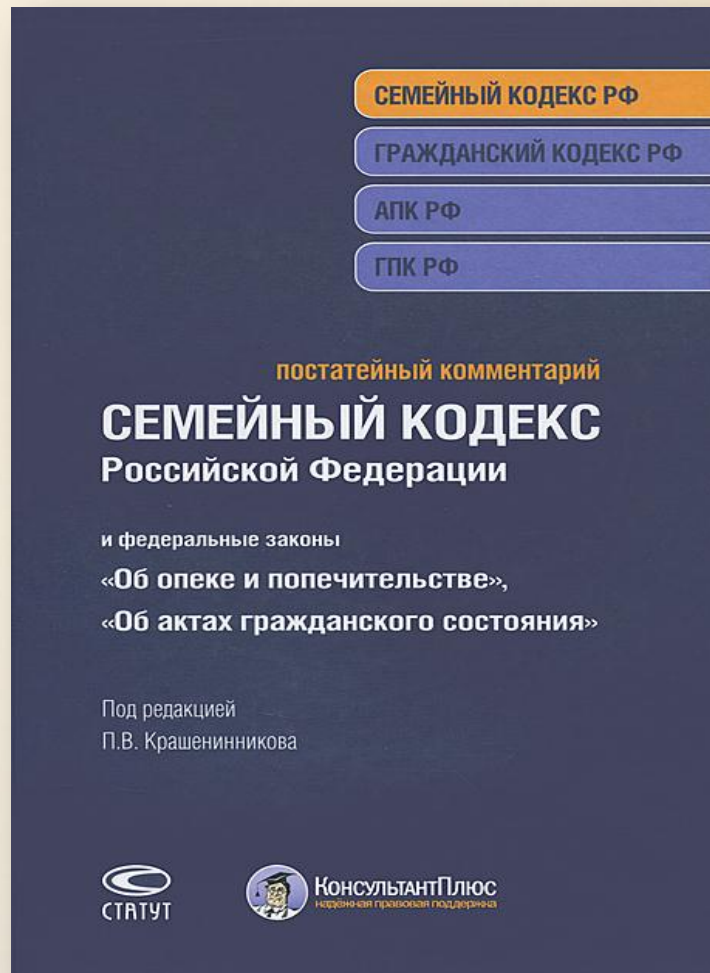 СЕМЕЙНЫЙ КОДЕКС РФ
ГРАЖДАНСКИЙ КОДЕКС РФ
АПК РФ
ГПК РФ
постатейный комментарий
СЕМЕЙНЫЙ КОДЕКС
Российской Федерации
и федеральные законы
«Об опеке и попечительстве»,
«Об актах гражданского состояния»
Под редакцией
П.В. Крашенинникова
СТАТУТ
КОНСУЛЬТАНТПЛЮС
надёжная правовая поддержка